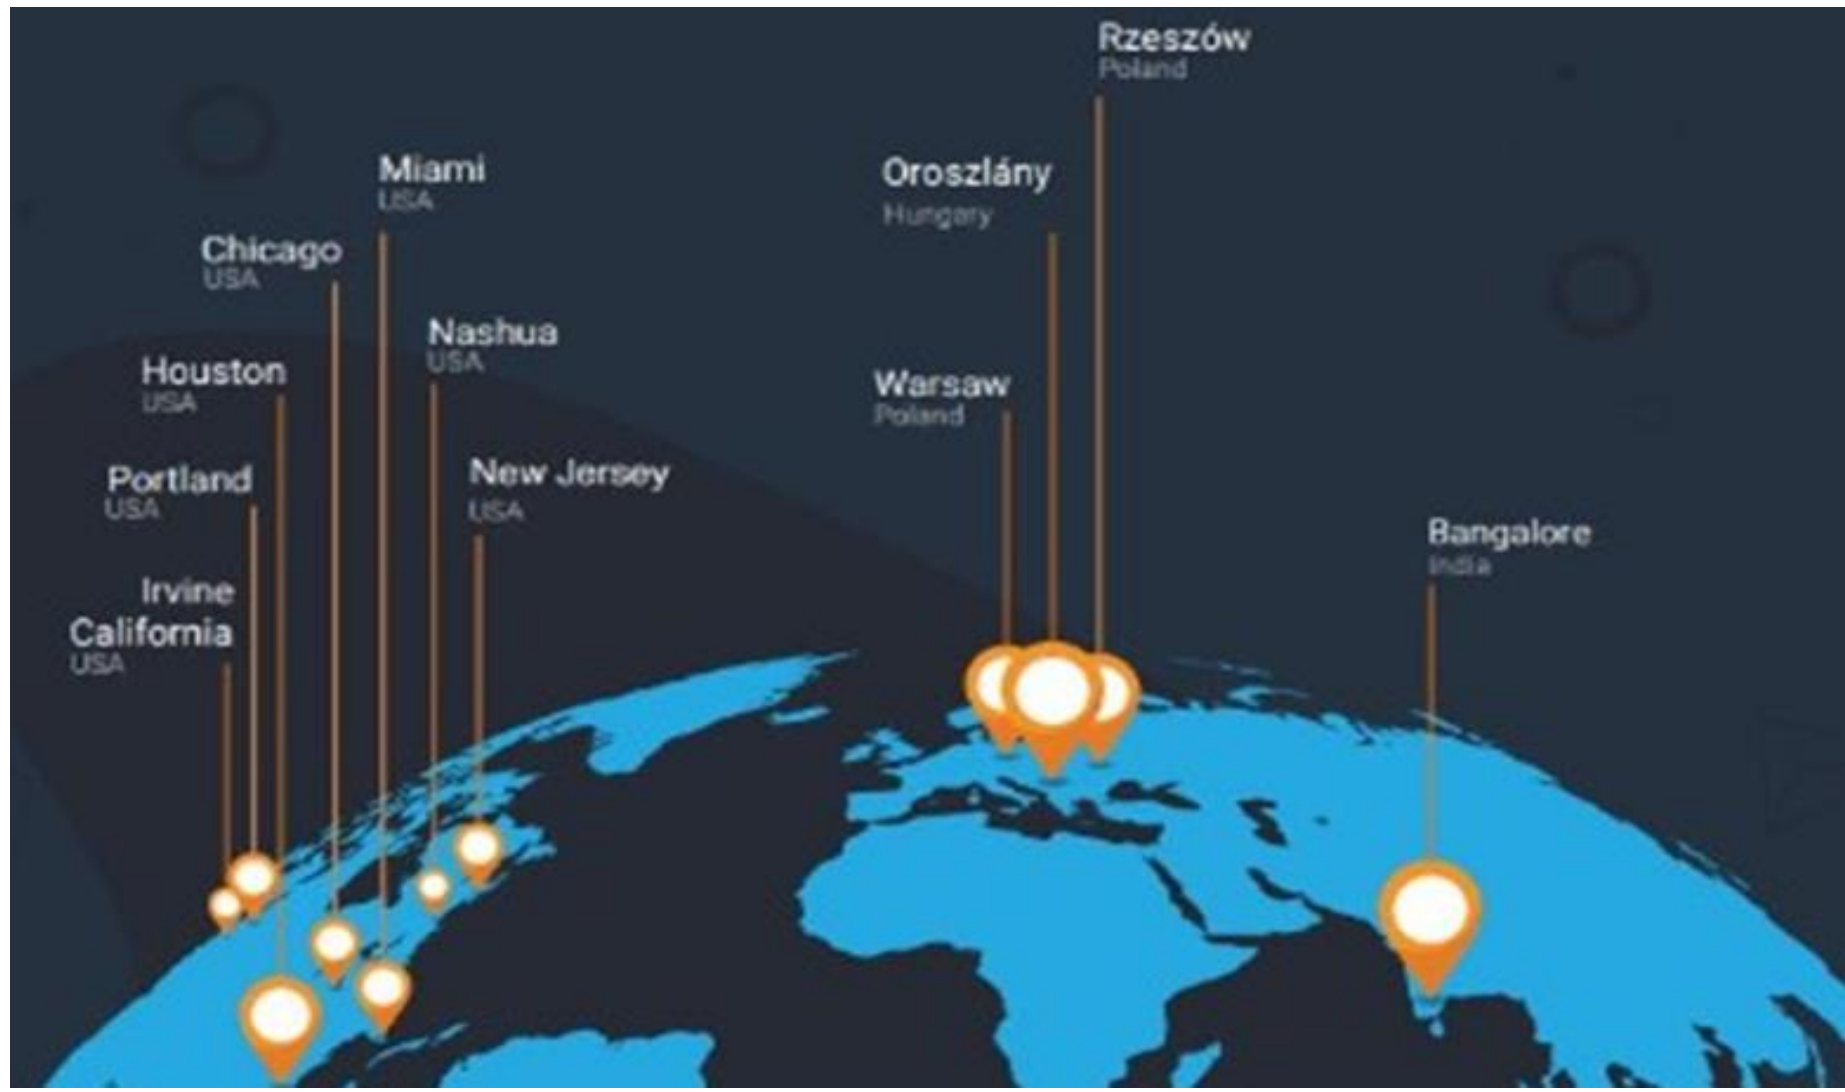 Rzeszów
Poland
Miami
USA
Oroszlány
Hungary
Chicago
USA
Nashua
USA
Houston
USA
Warsaw
Poland
Portland
USA
New Jersey
USA
Bangalore
India
Irvine
California
USA